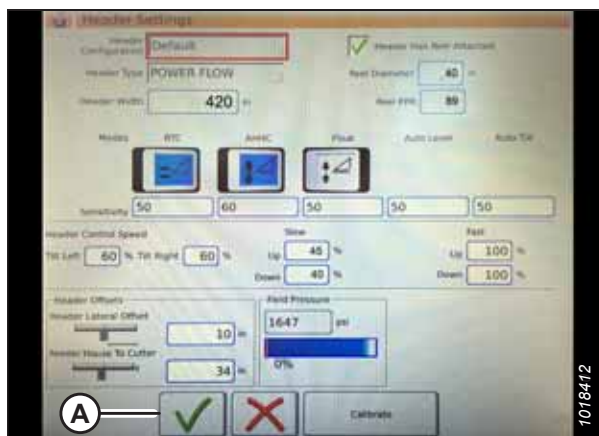 Header Settings
Header Configuration Default Header Has Reel Attached
Header Type POWER FLOW Reel Diameter 40 in
Header Width 420 in Reel PPR 89
Modes RTC AHHC Float Auto Level Auto Tilt
Sensitivity 50 60 50 50 50
Header Control Speed Slow Fast
Tilt Left 60 % Tilt Right 60 % Up 45 % Up 100 %
Down 40 % Down 100 %
Header Offsets Field Pressure
Header Lateral Offset 10 in 1647 psi
Feeder House To Cutter 34 in 0%
A Calibrate
1018412